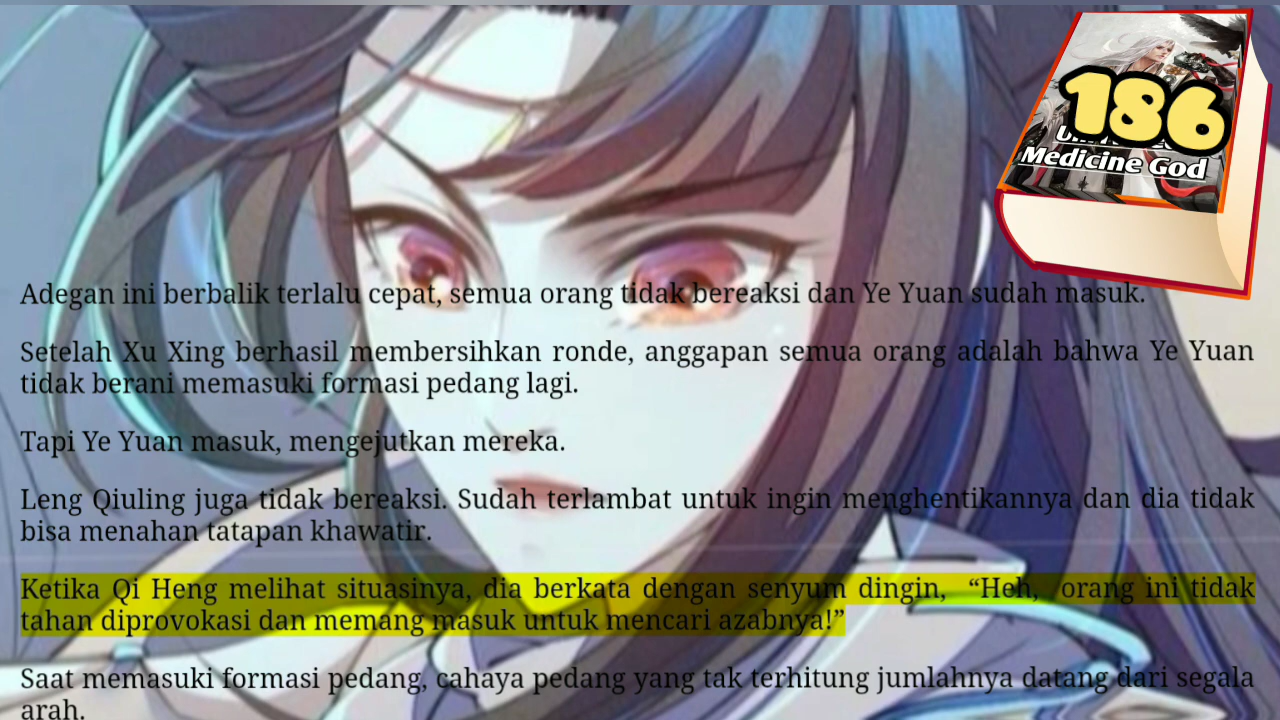 186
Medicine God
Adegan ini berbalik terlalu cepat, semua orang tidak bereaksi dan Ye Yuan sudah masuk.
Setelah Xu Xing berhasil membersihkan ronde, anggapan semua orang adalah bahwa Ye Yuan
tidak berani memasuki formasi pedang lagi.
Tapi Ye Yuan masuk, mengejutkan mereka.
Leng Qiuling juga tidak bereaksi. Sudah terlambat untuk ingin menghentikannya dan dia tidak
bisa menahan tatapan khawatir.
Ketika Qi Heng melihat situasinya, dia berkata dengan senyum dingin, “Heh, orang ini tidak
tahan diprovokasi dan memang masuk untuk mencari azabnya!”
Saat memasuki formasi pedang, cahaya pedang yang tak terhitung jumlahnya datang dari segala
arah.